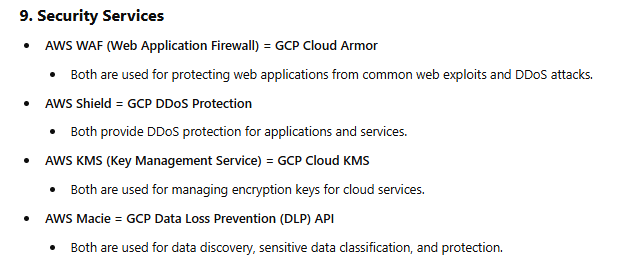 9. Security Services
• AWS WAF (Web Application Firewall) = GCP Cloud Armor
• Both are used for protecting web applications from common web exploits and DDoS attacks.
• AWS Shield = GCP DDoS Protection
• Both provide DDoS protection for applications and services.
• AWS KMS (Key Management Service) = GCP Cloud KMS
• Both are used for managing encryption keys for cloud services.
• AWS Macie = GCP Data Loss Prevention (DLP) API
• Both are used for data discovery, sensitive data classification, and protection.